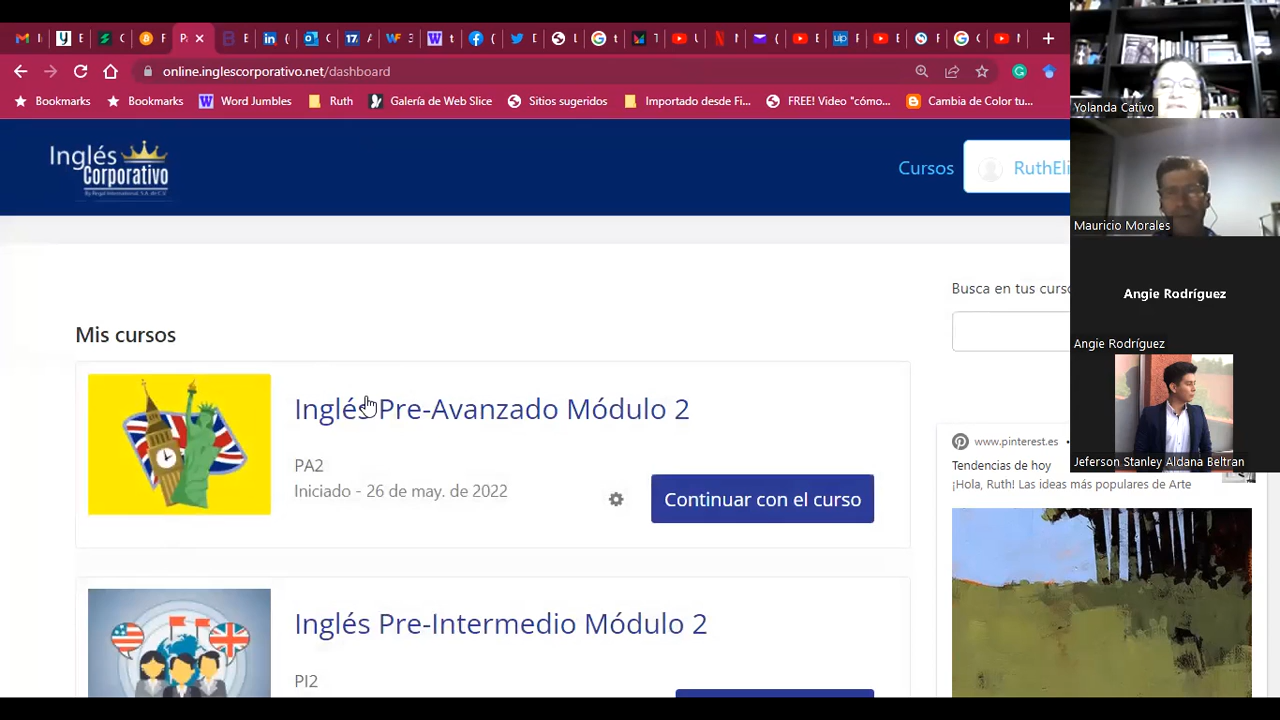 online.inglescorporativo.net/dashboard
Bookmarks
Bookmarks
Word Jumbles
Ruth
Galería de Web Slice
Sitios sugeridos
Importado desde Fi...
FREE! Video "cómo...
Cambia de Color tu...
Inglés
Corporativo
Cursos
RuthEli
Mis cursos
Busca en tus curso
Inglés Pre-Avanzado Módulo 2
PA2
Iniciado - 26 de may. de 2022
Continuar con el curso
Inglés Pre-Intermedio Módulo 2
PI2
www.pinterest.es
Tendencias de hoy
¡Hola, Ruth! Las ideas más populares de Arte
Yolanda Cativo
Mauricio Morales
Angie Rodríguez
Angie Rodríguez
Jeferson Stanley Aldana Beltran